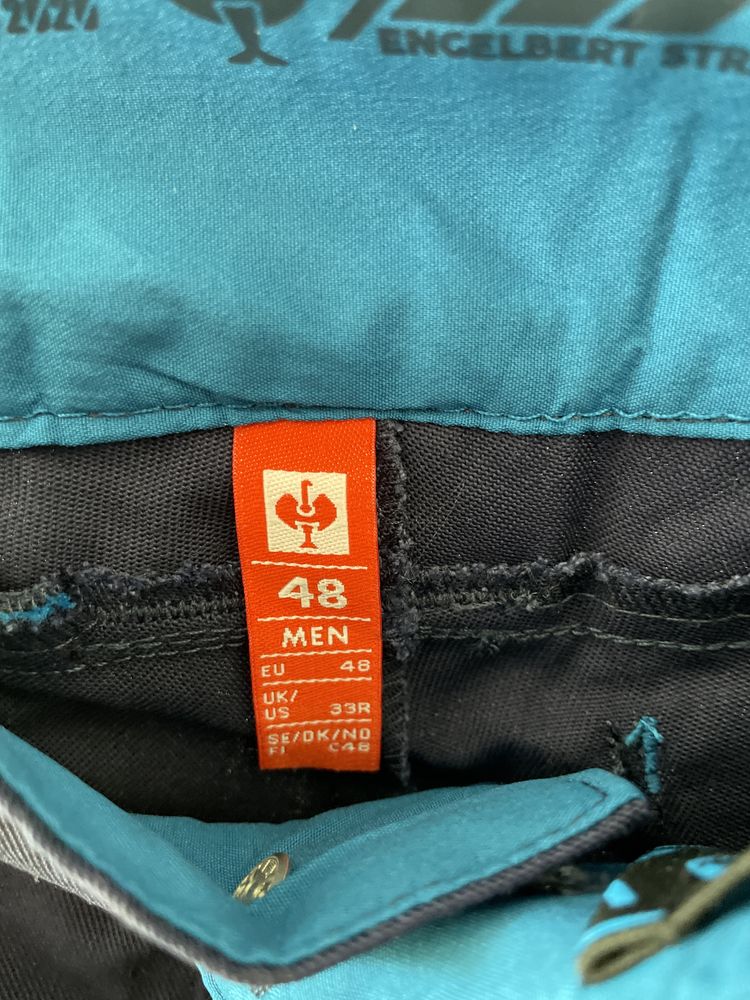 ENGELBERT STR
48
MEN
EU 48
UK/
US 33R
SE/DK/NO
FI C48